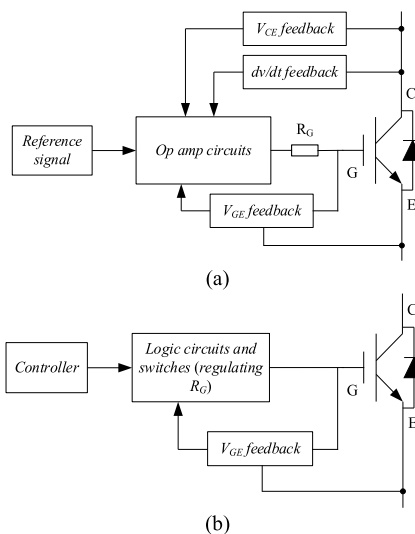 V_CE feedback
dv/dt feedback
C
Reference
signal
Op amp circuits
R_G
G
V_GE feedback
E
(a)
C
Logic circuits and
switches (regulating
R_G)
Controller
G
E
V_GE feedback
(b)